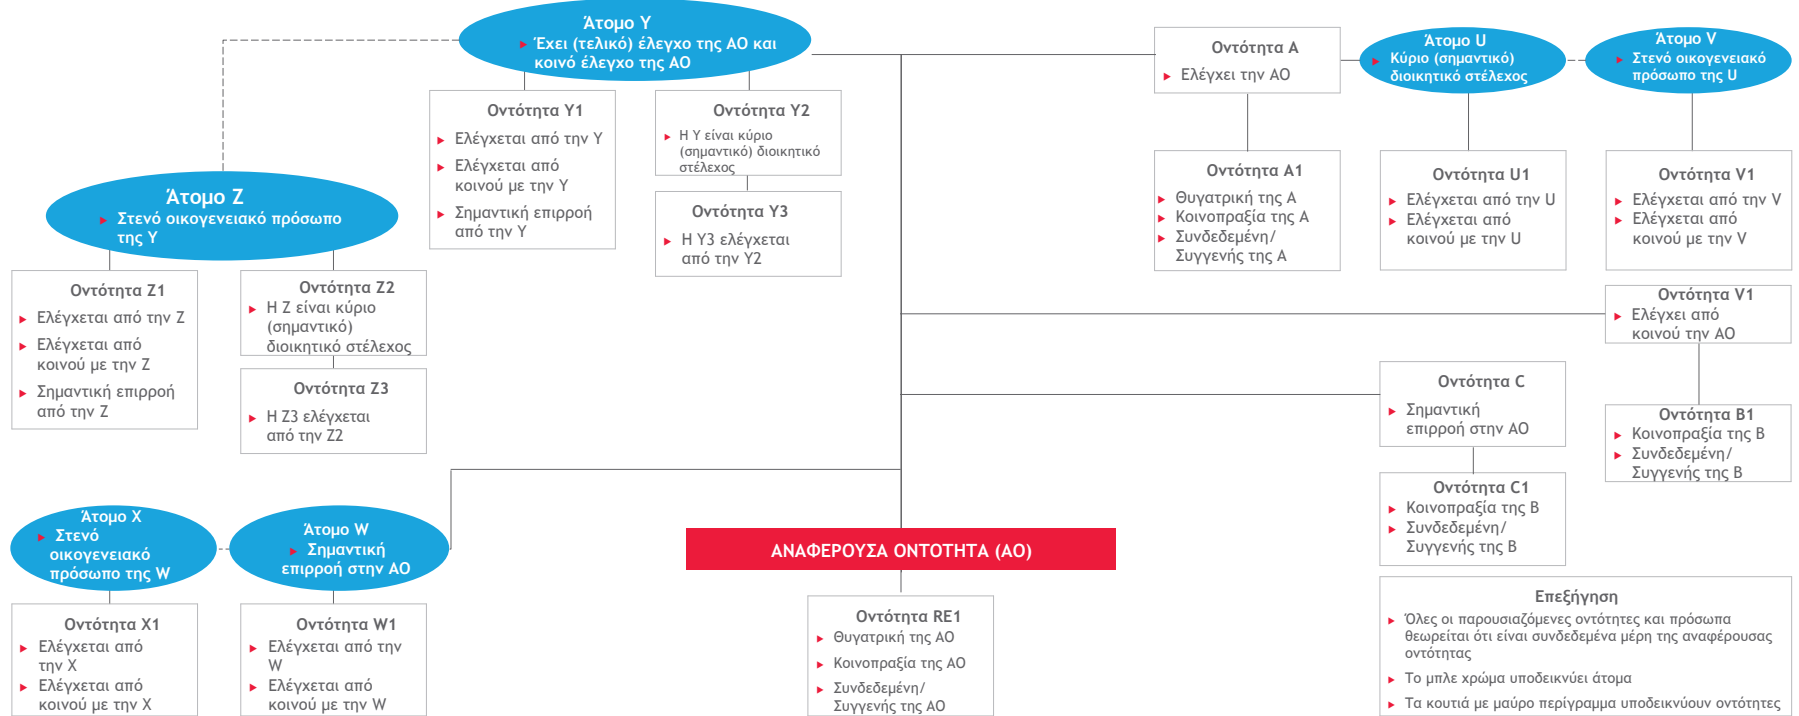 Άτομο Y
▶ Έχει (τελικό) έλεγχο της ΑΟ και
κοινό έλεγχο της ΑΟ
Οντότητα Y1
▶ Ελέγχεται από την Y
▶ Ελέγχεται από
κοινού με την Y
▶ Σημαντική επιρροή
από την Y
Οντότητα Y2
▶ Η Y είναι κύριο
(σημαντικό) διοικητικό
στέλεχος
Οντότητα Y3
▶ Η Y3 ελέγχεται
από την Y2
Άτομο Z
▶ Στενό οικογενειακό πρόσωπο
της Y
Οντότητα Z1
▶ Ελέγχεται από την Z
▶ Ελέγχεται από
κοινού με την Z
▶ Σημαντική επιρροή
από την Z
Οντότητα Z2
▶ Η Z είναι κύριο
(σημαντικό)
διοικητικό στέλεχος
Οντότητα Z3
▶ Η Z3 ελέγχεται
από την Z2
Οντότητα A
▶ Ελέγχει την ΑΟ
Άτομο U
▶ Κύριο (σημαντικό)
διοικητικό στέλεχος
Άτομο V
▶ Στενό οικογενειακό
πρόσωπο της U
Οντότητα A1
▶ Θυγατρική της A
▶ Κοινοπραξία της A
▶ Συνδεδεμένη/
Συγγενής της A
Οντότητα U1
▶ Ελέγχεται από την U
▶ Ελέγχεται από
κοινού με την U
Οντότητα V1
▶ Ελέγχεται από την V
▶ Ελέγχεται από
κοινού με την V
Οντότητα V1
▶ Ελέγχει από
κοινού την ΑΟ
Οντότητα C
▶ Σημαντική
επιρροή στην ΑΟ
Οντότητα B1
▶ Κοινοπραξία της B
▶ Συνδεδεμένη/
Συγγενής της B
Οντότητα C1
▶ Κοινοπραξία της B
▶ Συνδεδεμένη/
Συγγενής της B
Άτομο X
▶ Στενό
οικογενειακό
πρόσωπο της W
Άτομο W
▶ Σημαντική
επιρροή στην ΑΟ
Οντότητα X1
▶ Ελέγχεται από
την X
▶ Ελέγχεται από
κοινού με την X
Οντότητα W1
▶ Ελέγχεται από την
W
▶ Ελέγχεται από
κοινού με την W
ΑΝΑΦΕΡΟΥΣΑ ΟΝΤΟΤΗΤΑ (ΑΟ)
Οντότητα RE1
▶ Θυγατρική της ΑΟ
▶ Κοινοπραξία της ΑΟ
▶ Συνδεδεμένη/
Συγγενής της ΑΟ
Επεξήγηση
▶ Όλες οι παρουσιαζόμενες οντότητες και πρόσωπα
θεωρείται ότι είναι συνδεδεμένα μέρη της αναφέρουσας
οντότητας
▶ Το μπλε χρώμα υποδεικνύει άτομα
▶ Τα κουτιά με μαύρο περίγραμμα υποδεικνύουν οντότητες